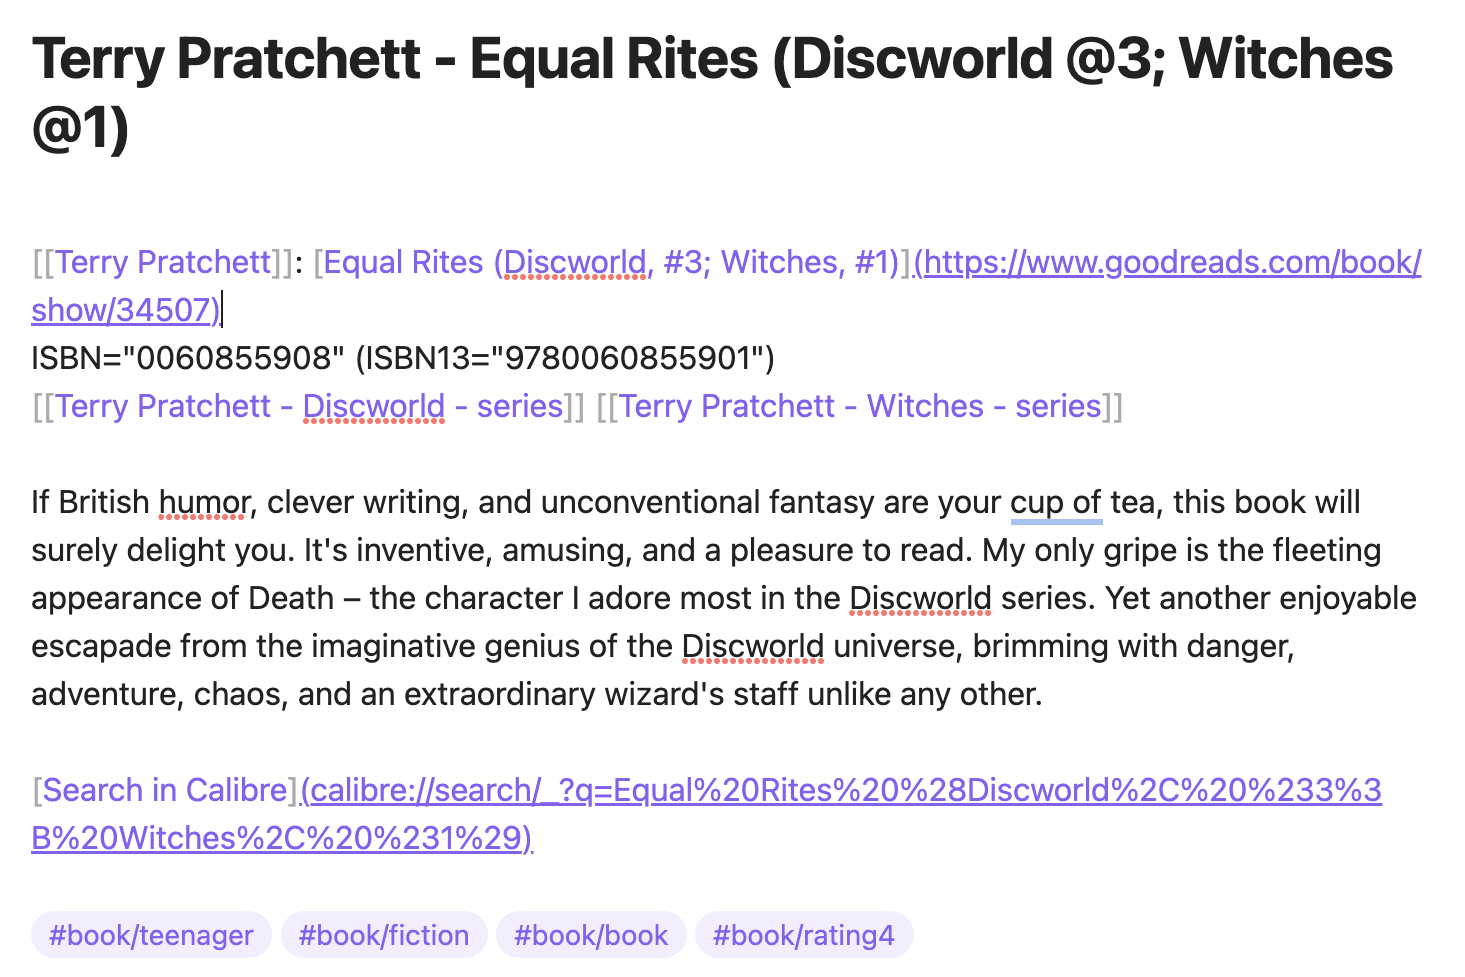 Terry Pratchett - Equal Rites (Discworld @3; Witches
@1)
[[Terry Pratchett]]: [Equal Rites (Discworld, #3; Witches, #1)](https://www.goodreads.com/book/
show/34507)
ISBN="0060855908" (ISBN13="9780060855901")
[[Terry Pratchett - Discworld - series]] [[Terry Pratchett - Witches - series]]
If British humor, clever writing, and unconventional fantasy are your cup of tea, this book will
surely delight you. It's inventive, amusing, and a pleasure to read. My only gripe is the fleeting
appearance of Death – the character I adore most in the Discworld series. Yet another enjoyable
escapade from the imaginative genius of the Discworld universe, brimming with danger,
adventure, chaos, and an extraordinary wizard's staff unlike any other.
[Search in Calibre](calibre://search/_?q=Equal%20Rites%20%28Discworld%2C%20%233%3
B%20Witches%2C%20%231%29)
#book/teenager #book/fiction #book/book #book/rating4